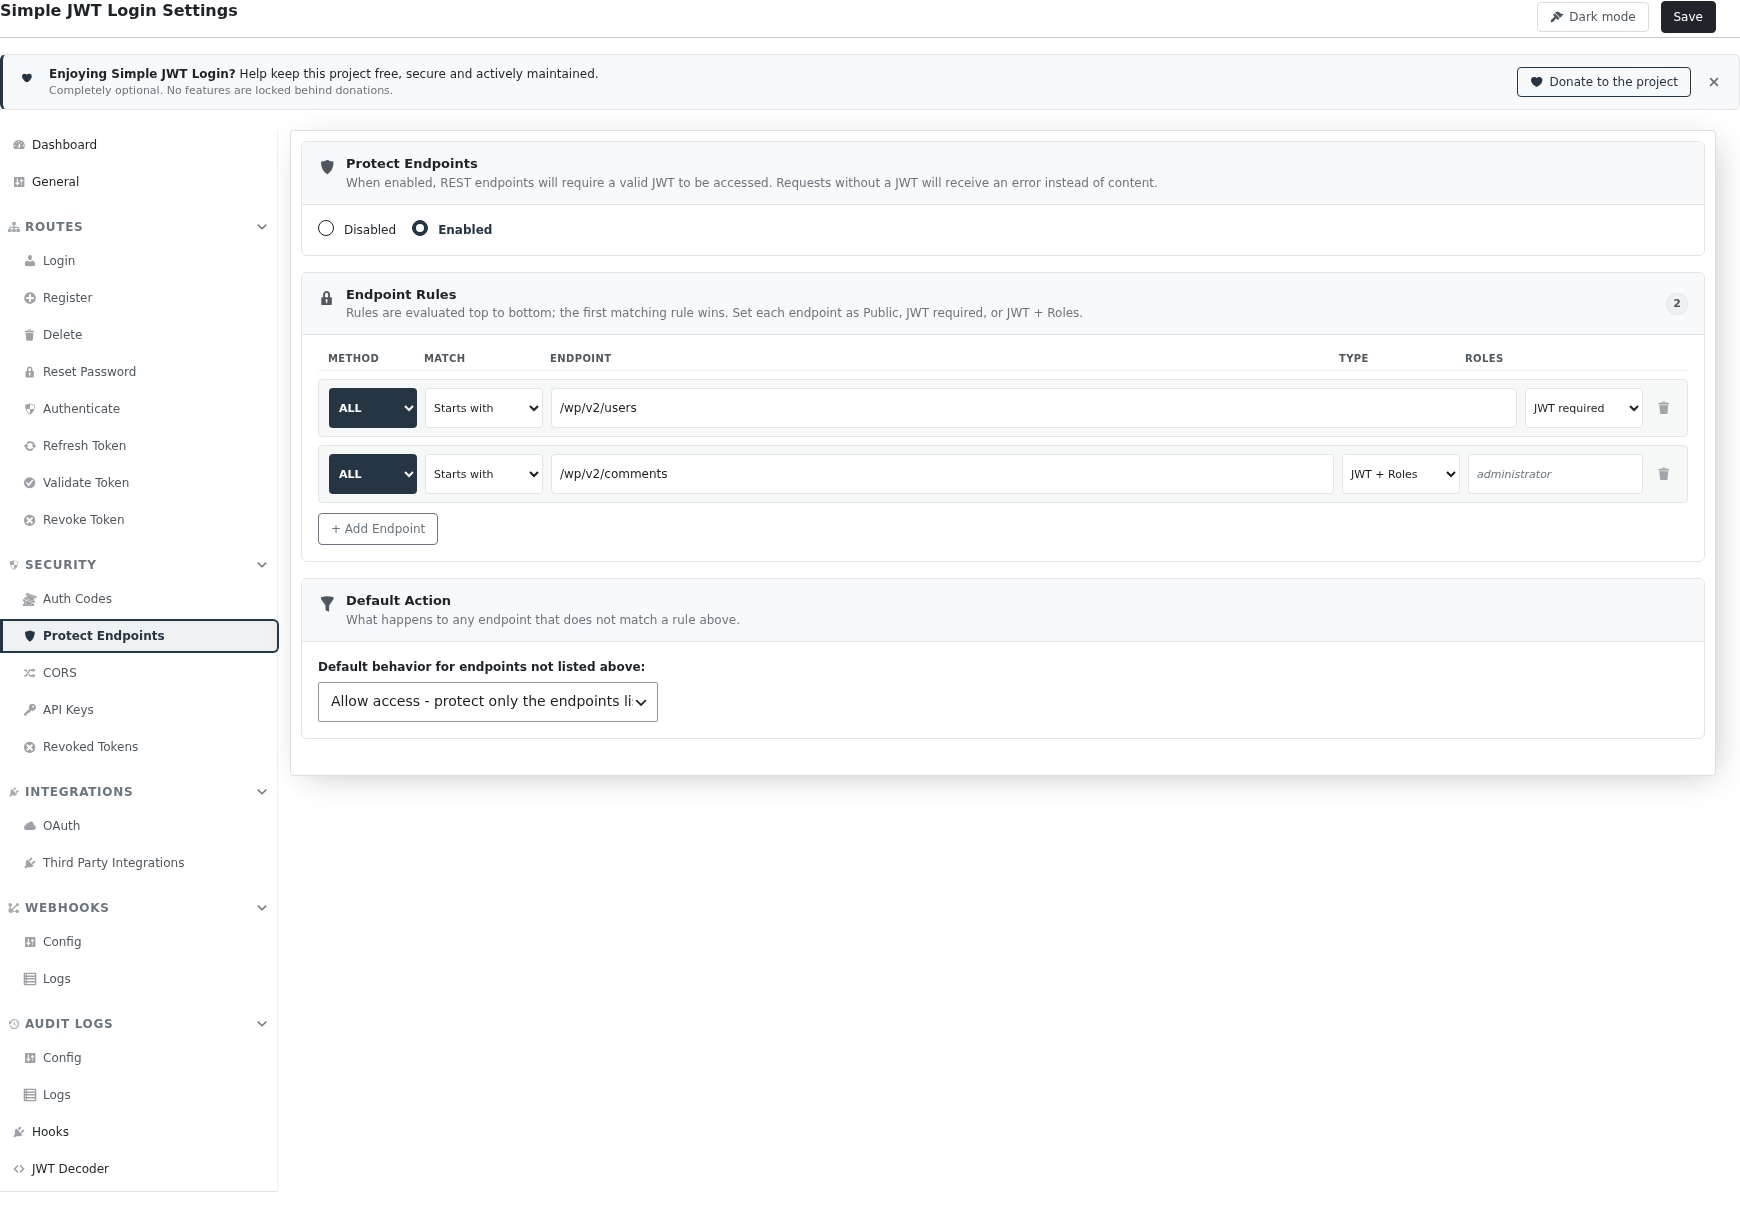 Simple JWT Login Settings
Dark mode
Save
Enjoying Simple JWT Login? Help keep this project free, secure and actively maintained.
Completely optional. No features are locked behind donations.
Donate to the project
×
Dashboard
General
ROUTES
Login
Register
Delete
Reset Password
Authenticate
Refresh Token
Validate Token
Revoke Token
SECURITY
Auth Codes
Protect Endpoints
CORS
API Keys
Revoked Tokens
INTEGRATIONS
OAuth
Third Party Integrations
WEBHOOKS
Config
Logs
AUDIT LOGS
Config
Logs
Hooks
JWT Decoder
Protect Endpoints
When enabled, REST endpoints will require a valid JWT to be accessed. Requests without a JWT will receive an error instead of content.
Disabled
Enabled
Endpoint Rules
Rules are evaluated top to bottom; the first matching rule wins. Set each endpoint as Public, JWT required, or JWT + Roles.
2
METHOD MATCH ENDPOINT TYPE ROLES
ALL Starts with /wp/v2/users JWT required
ALL Starts with /wp/v2/comments JWT + Roles administrator
+ Add Endpoint
Default Action
What happens to any endpoint that does not match a rule above.
Default behavior for endpoints not listed above:
Allow access - protect only the endpoints